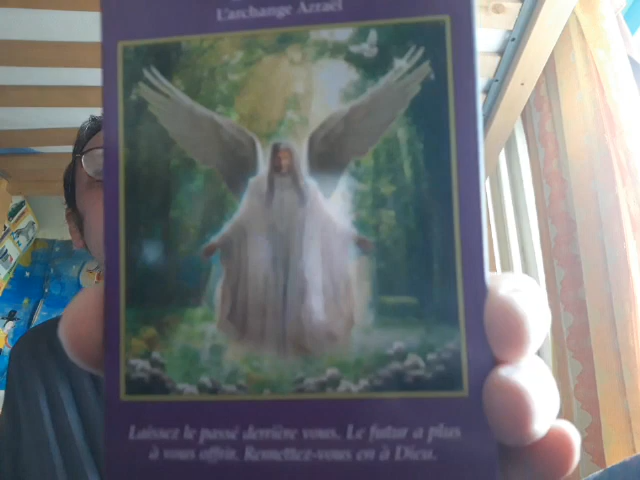 L'archange Azraël
Laissez le passé derrière vous. Le futur a plus
à vous offrir. Remettez-vous en à Dieu.